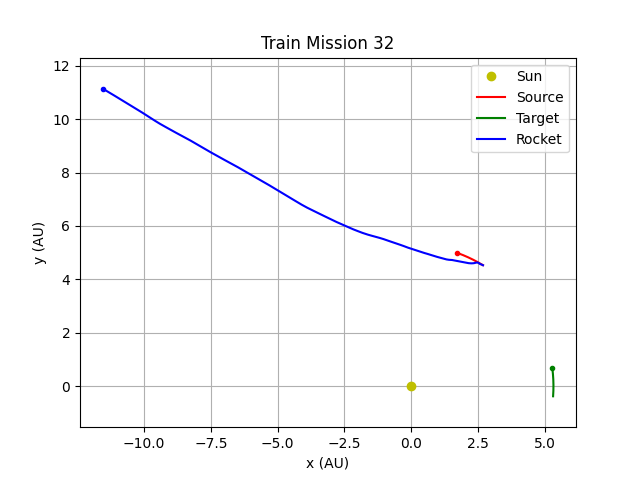 Train Mission 32
Sun
Source
Target
Rocket
12
10
8
6
4
2
0
y (AU)
−10.0
−7.5
−5.0
−2.5
0.0
2.5
5.0
x (AU)